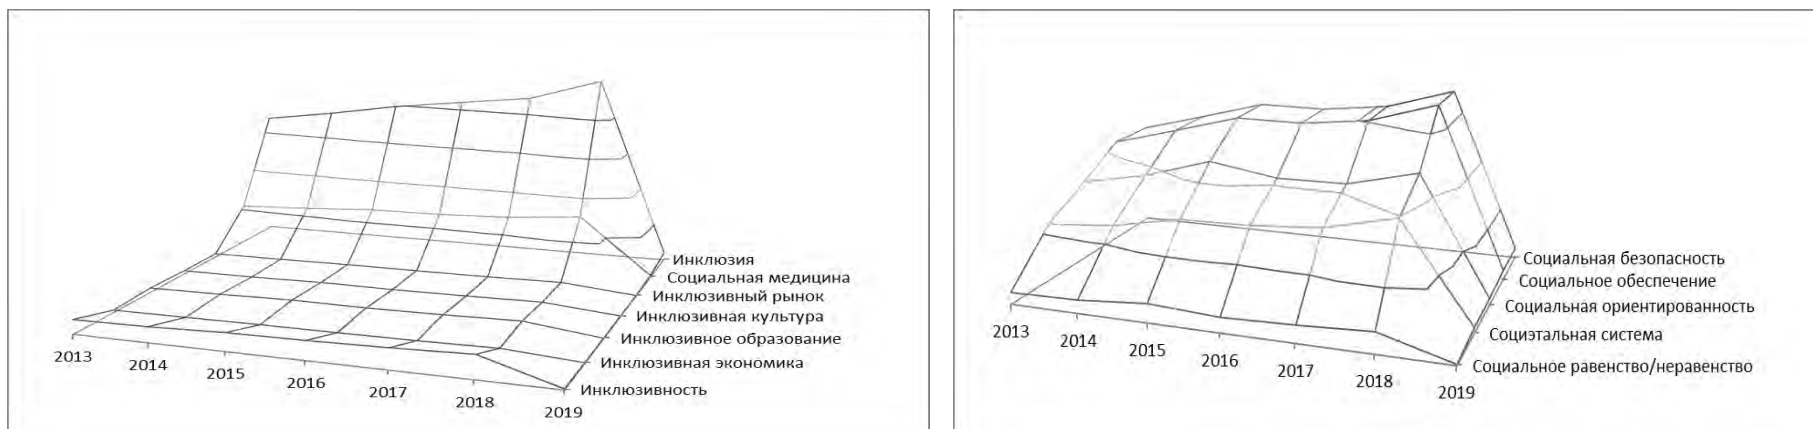 Инклюзия
Социальная медицина
Инклюзивный рынок
Инклюзивная культура
Инклюзивное образование
Инклюзивная экономика
Инклюзивность
2013
2014
2015
2016
2017
2018
2019
Социальная безопасность
Социальное обеспечение
Социальная ориентированность
Социэтальная система
Социальное равенство/неравенство
2013
2014
2015
2016
2017
2018
2019